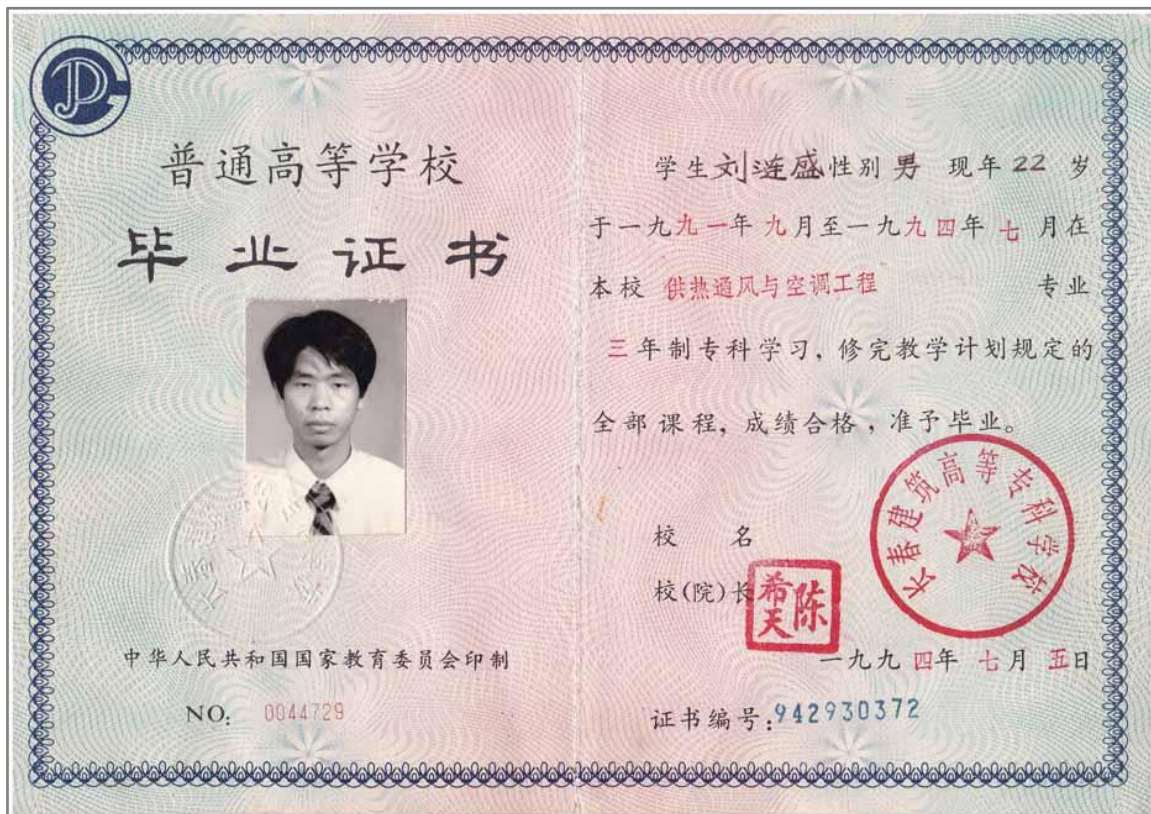 普通高等学校
毕业证书
中华人民共和国国家教育委员会印制
NO: 0044729
学生刘涟盛性别 男 现年 22 岁
于一九九一年 九月至一九九四年 七 月在
本校 供热通风与空调工程 专业
三年制专科学习, 修完教学计划规定的
全部课程, 成绩合格, 准予毕业。
长春建筑高等专科学校
校 名
校(院)长
陈希天
一九九四年 七月 五日
证书编号:942930372